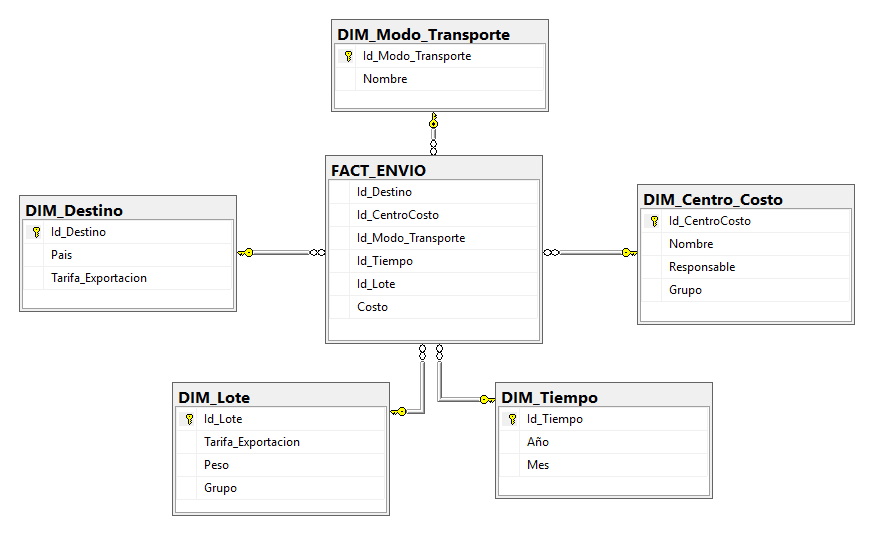 DIM_Modo_Transporte
Id_Modo_Transporte
Nombre
FACT_ENVIO
Id_Destino
Id_CentroCosto
Id_Modo_Transporte
Id_Tiempo
Id_Lote
Costo
DIM_Destino
Id_Destino
Pais
Tarifa_Exportacion
DIM_Centro_Costo
Id_CentroCosto
Nombre
Responsable
Grupo
DIM_Lote
Id_Lote
Tarifa_Exportacion
Peso
Grupo
DIM_Tiempo
Id_Tiempo
Año
Mes